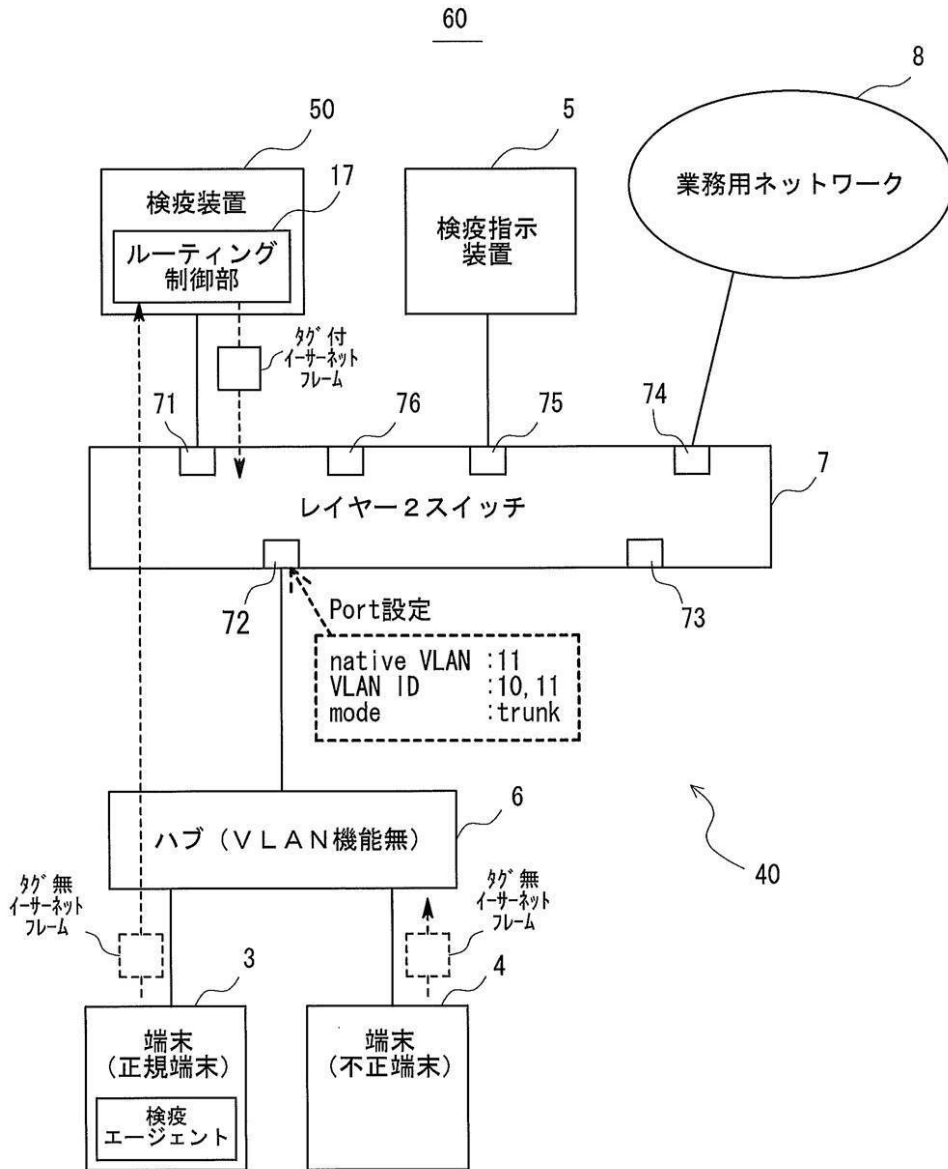 60
8
50
5
17
検疫装置
ルーティング
制御部
検疫指示
装置
業務用ネットワーク
ﾀｸﾞ付
ｲｰｻｰﾈｯﾄ
ﾌﾚｰﾑ
71
76
75
74
7
レイヤー２スイッチ
72
73
Port設定
native VLAN :11
VLAN ID :10,11
mode :trunk
6
ハブ（ＶＬＡＮ機能無）
40
ﾀｸﾞ無
ｲｰｻｰﾈｯﾄ
ﾌﾚｰﾑ
ﾀｸﾞ無
ｲｰｻｰﾈｯﾄ
ﾌﾚｰﾑ
3
4
端末
(正規端末)
検疫
エージェント
端末
(不正端末)